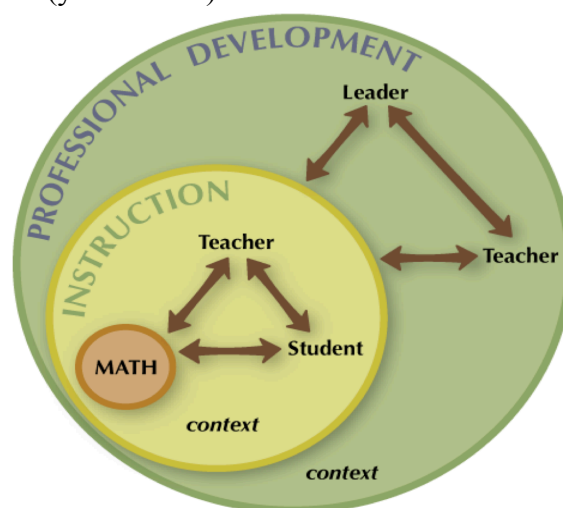 PROFESSIONAL DEVELOPMENT
Leader
INSTRUCTION
Teacher
Teacher
Student
MATH
context
context